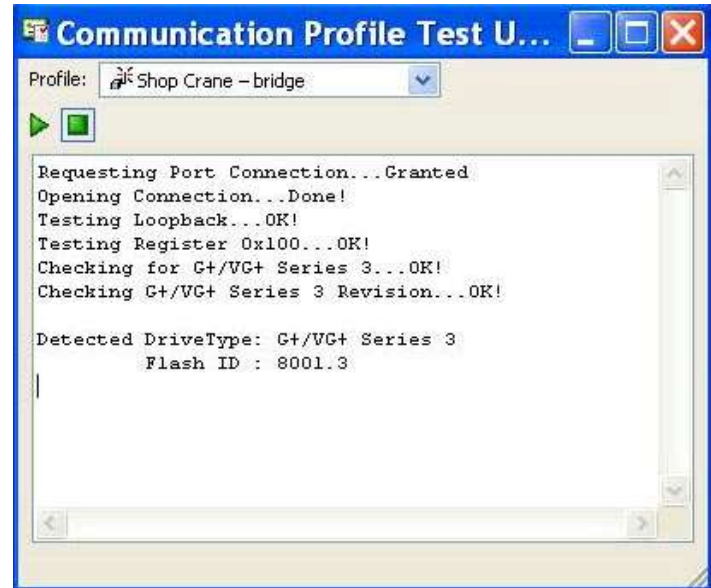 Communication Profile Test U...
Profile: Shop Crane – bridge
Requesting Port Connection...Granted
Opening Connection...Done!
Testing Loopback...OK!
Testing Register 0x100...OK!
Checking for G+/VG+ Series 3...OK!
Checking G+/VG+ Series 3 Revision...OK!
Detected DriveType: G+/VG+ Series 3
Flash ID : 8001.3